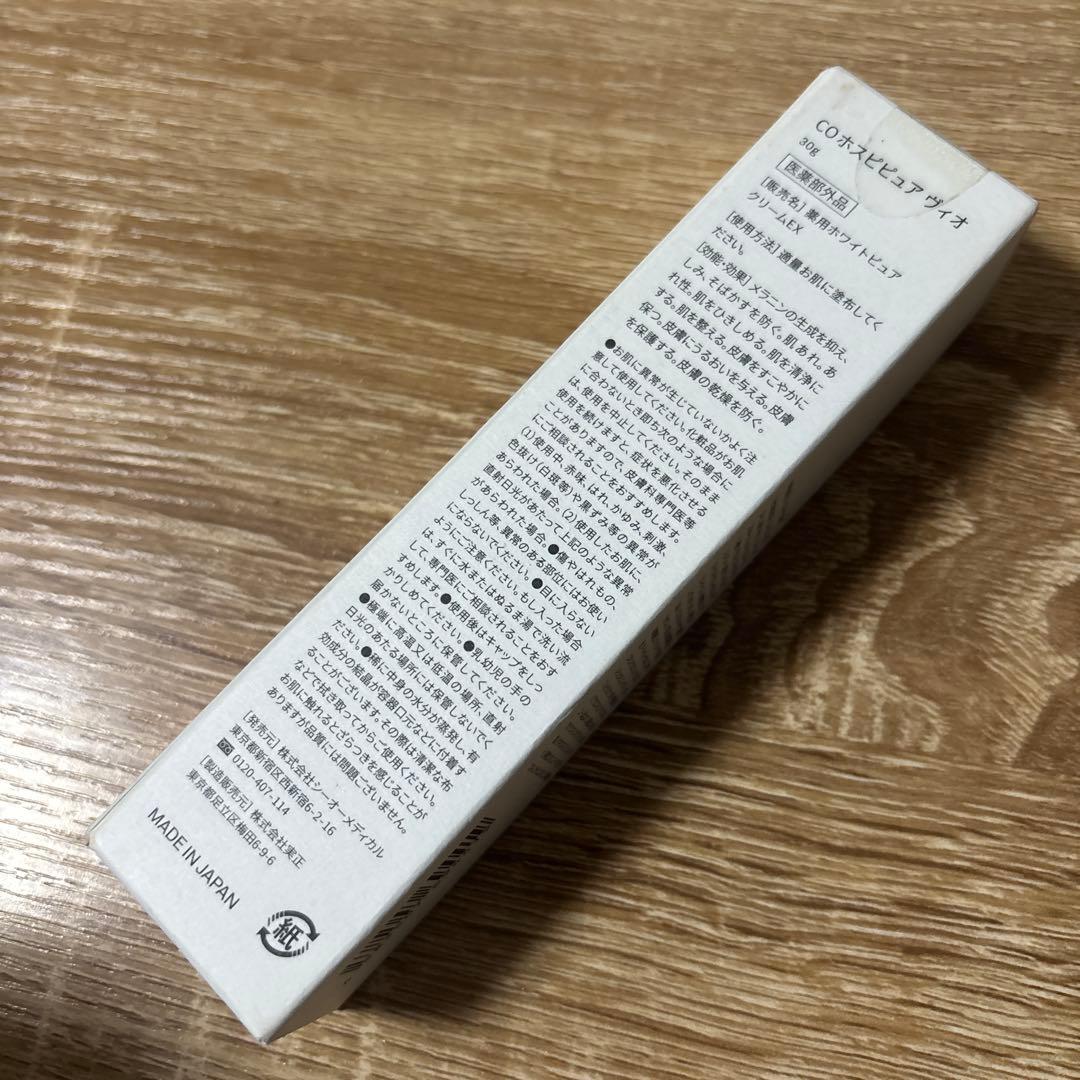 COホスピピュア ヴィオ
30g
医薬部外品
[販売名] 薬用ホワイトピュア
クリームEX
[使用方法] 適量お肌に塗布してく
ださい。
[効能・効果] メラニンの生成を抑え、
しみ、そばかすを防ぐ。肌あれ。あ
れ性。肌をひきしめる。肌を清浄に
する。肌を整える。皮膚をすこやかに
保つ。皮膚にうるおいを与える。皮膚
を保護する。皮膚の乾燥を防ぐ。
●お肌に異常が生じていないかよく注
意して使用してください。化粧品がお肌
に合わないとき即ち次のような場合に
は、使用を中止してください。そのまま
使用を続けますと、症状を悪化させる
ことがありますので、皮膚科専門医等
にご相談されることをおすすめします。
(1)使用中、赤味、はれ、かゆみ、刺激、
色抜け(白斑等)や黒ずみ等の異常が
あらわれた場合。(2)使用したお肌に、
直射日光があたって上記のような異常
があらわれた場合。●傷やはれもの、
しっしん等、異常のある部位にはお使い
にならないでください。●目に入らない
ようにご注意ください。もし入った場合
は、すぐに水またはぬるま湯で洗い流
して、専門医にご相談されることをおす
すめします。●使用後はキャップをしっ
かりしめてください。●乳幼児の手の
届かないところに保管してください。
●極端に高温又は低温の場所、直射
日光のあたる場所には保管しないでく
ださい。●稀に中身の水分が蒸発し、有
効成分の結晶が容器口元などに付着す
ることがございます。その際は清潔な布
などで拭き取ってからご使用ください。
お肌に触れるとざらつきを感じることが
ありますが品質には問題ございません。
[発売元] 株式会社シーオーメディカル
東京都新宿区西新宿6-2-16
0120-407-114
[製造販売元] 株式会社実正
東京都足立区梅田6-9-6
MADE IN JAPAN
紙